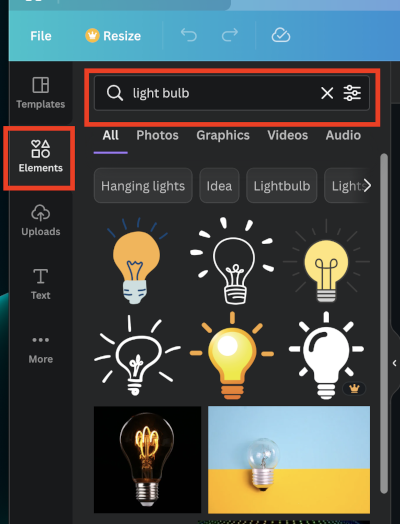 File Resize
Templates
light bulb
All Photos Graphics Videos Audio
Elements
Hanging lights Idea Lightbulb Light
Uploads
Text
More